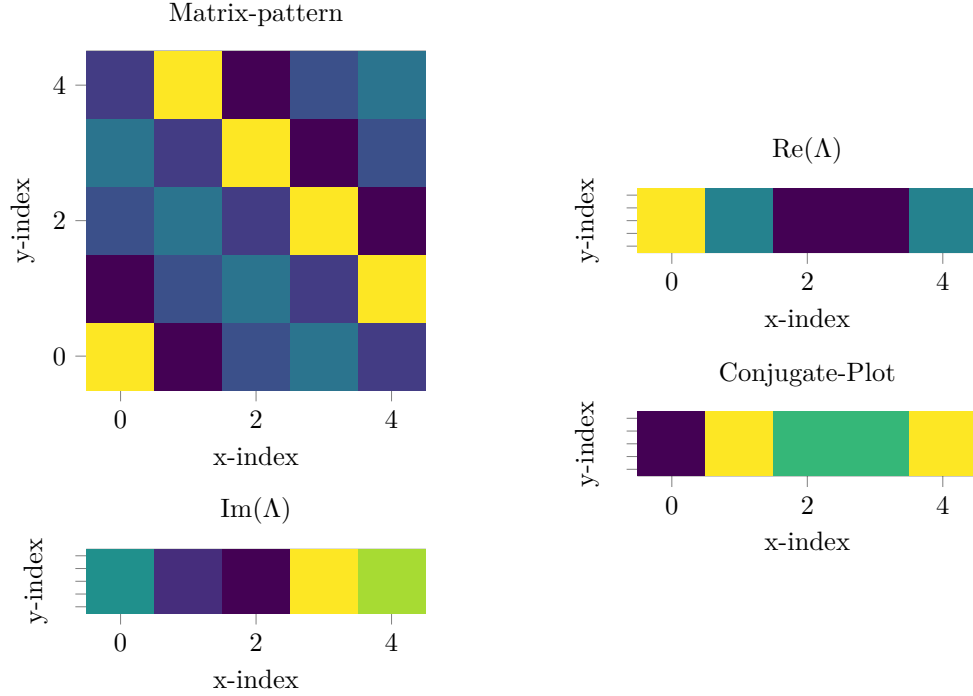 Matrix-pattern
4
2
0
y-index
0 2 4
x-index
Re(Λ)
y-index
0 2 4
x-index
Conjugate-Plot
y-index
0 2 4
x-index
Im(Λ)
y-index
0 2 4
x-index